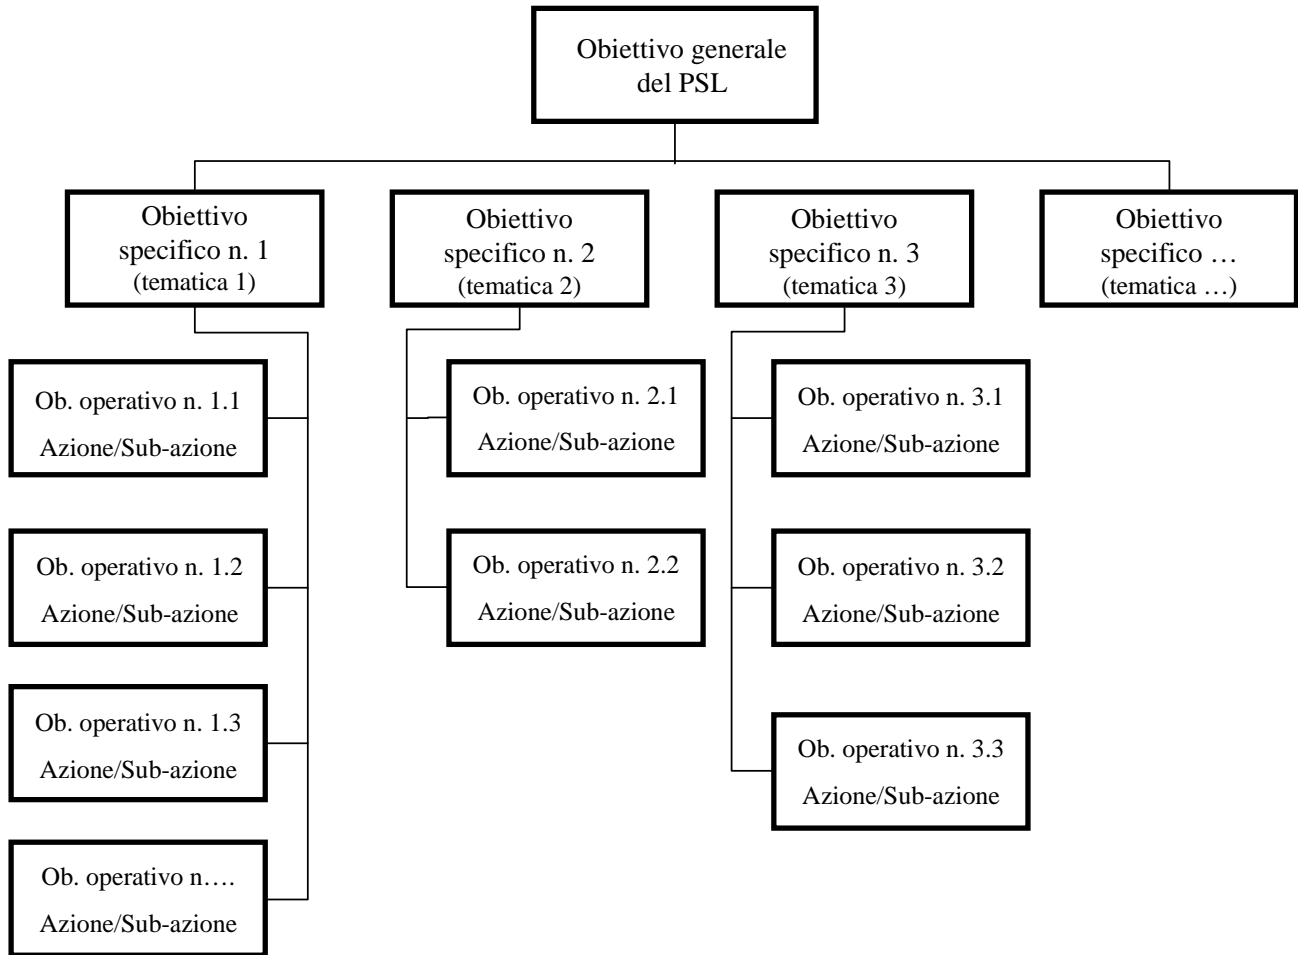 Obiettivo generale
del PSL
Obiettivo
specifico n. 1
(tematica 1)
Obiettivo
specifico n. 2
(tematica 2)
Obiettivo
specifico n. 3
(tematica 3)
Obiettivo
specifico …
(tematica …)
Ob. operativo n. 1.1
Azione/Sub-azione
Ob. operativo n. 2.1
Azione/Sub-azione
Ob. operativo n. 3.1
Azione/Sub-azione
Ob. operativo n. 1.2
Azione/Sub-azione
Ob. operativo n. 2.2
Azione/Sub-azione
Ob. operativo n. 3.2
Azione/Sub-azione
Ob. operativo n. 1.3
Azione/Sub-azione
Ob. operativo n. 3.3
Azione/Sub-azione
Ob. operativo n….
Azione/Sub-azione